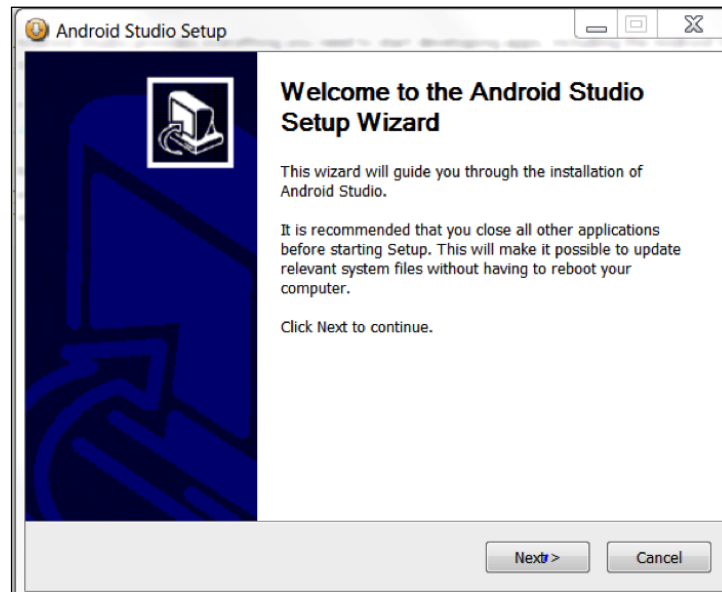 Android Studio Setup
Welcome to the Android Studio
Setup Wizard
This wizard will guide you through the installation of
Android Studio.
It is recommended that you close all other applications
before starting Setup. This will make it possible to update
relevant system files without having to reboot your
computer.
Click Next to continue.
Next >
Cancel